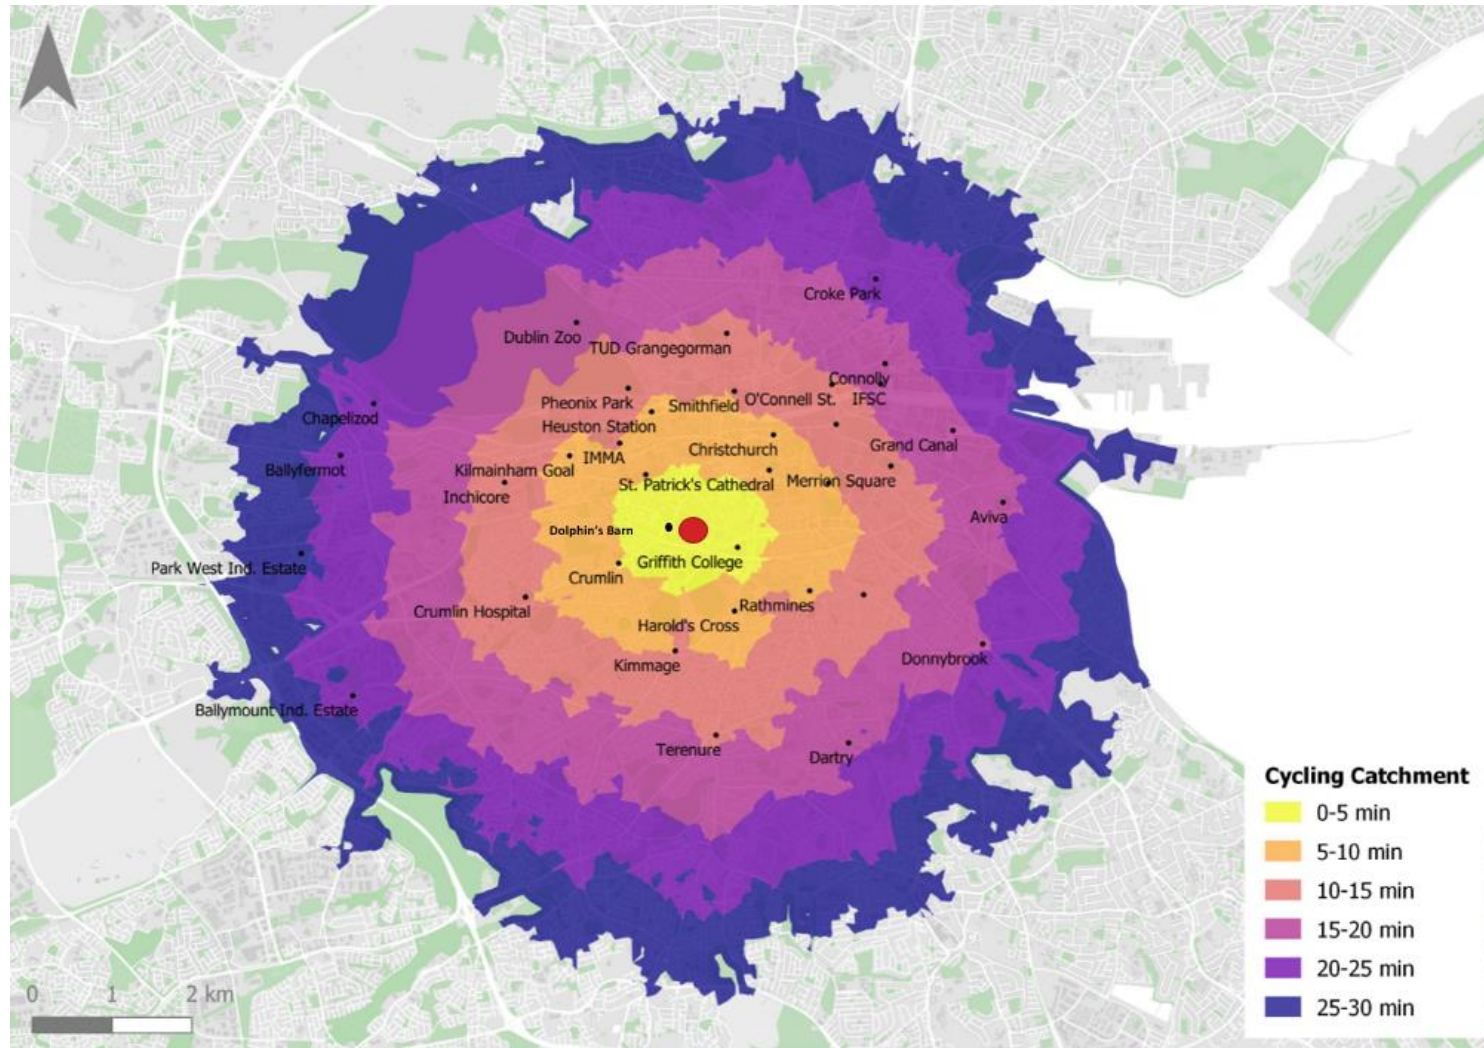 Croke Park
Dublin Zoo
TUD Grangegorman
Connolly
Pheonix Park
Smithfield
O'Connell St.
IFSC
Chapelizod
Heuston Station
Grand Canal
Christchurch
IMMA
Ballyfermot
Kilmainham Goal
St. Patrick's Cathedral
Merrion Square
Inchicore
Aviva
Dolphin's Barn
Griffith College
Park West Ind. Estate
Crumlin
Rathmines
Crumlin Hospital
Harold's Cross
Donnybrook
Kimmage
Ballymount Ind. Estate
Terenure
Dartry
Cycling Catchment
0-5 min
5-10 min
10-15 min
15-20 min
20-25 min
25-30 min
0 1 2 km